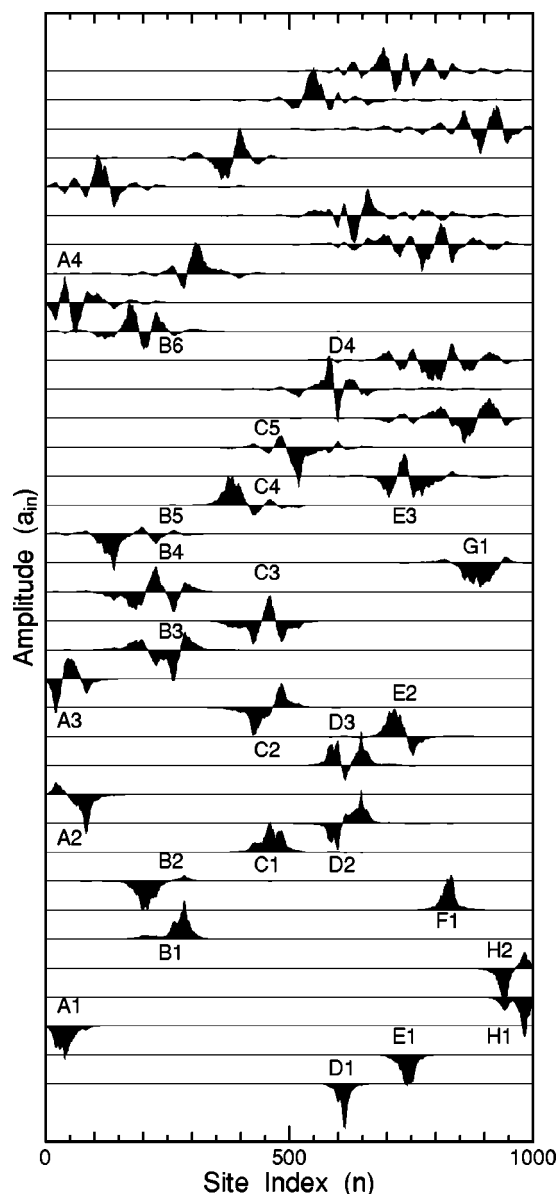 A4
B6 D4
C5
C4
B5 E3
B4 G1
C3
B3
E2
A3 D3
C2
A2
B2 C1 D2
F1
B1 H2
A1
E1 H1
D1
0 500 1000
Site Index (n)
Amplitude (a_in)